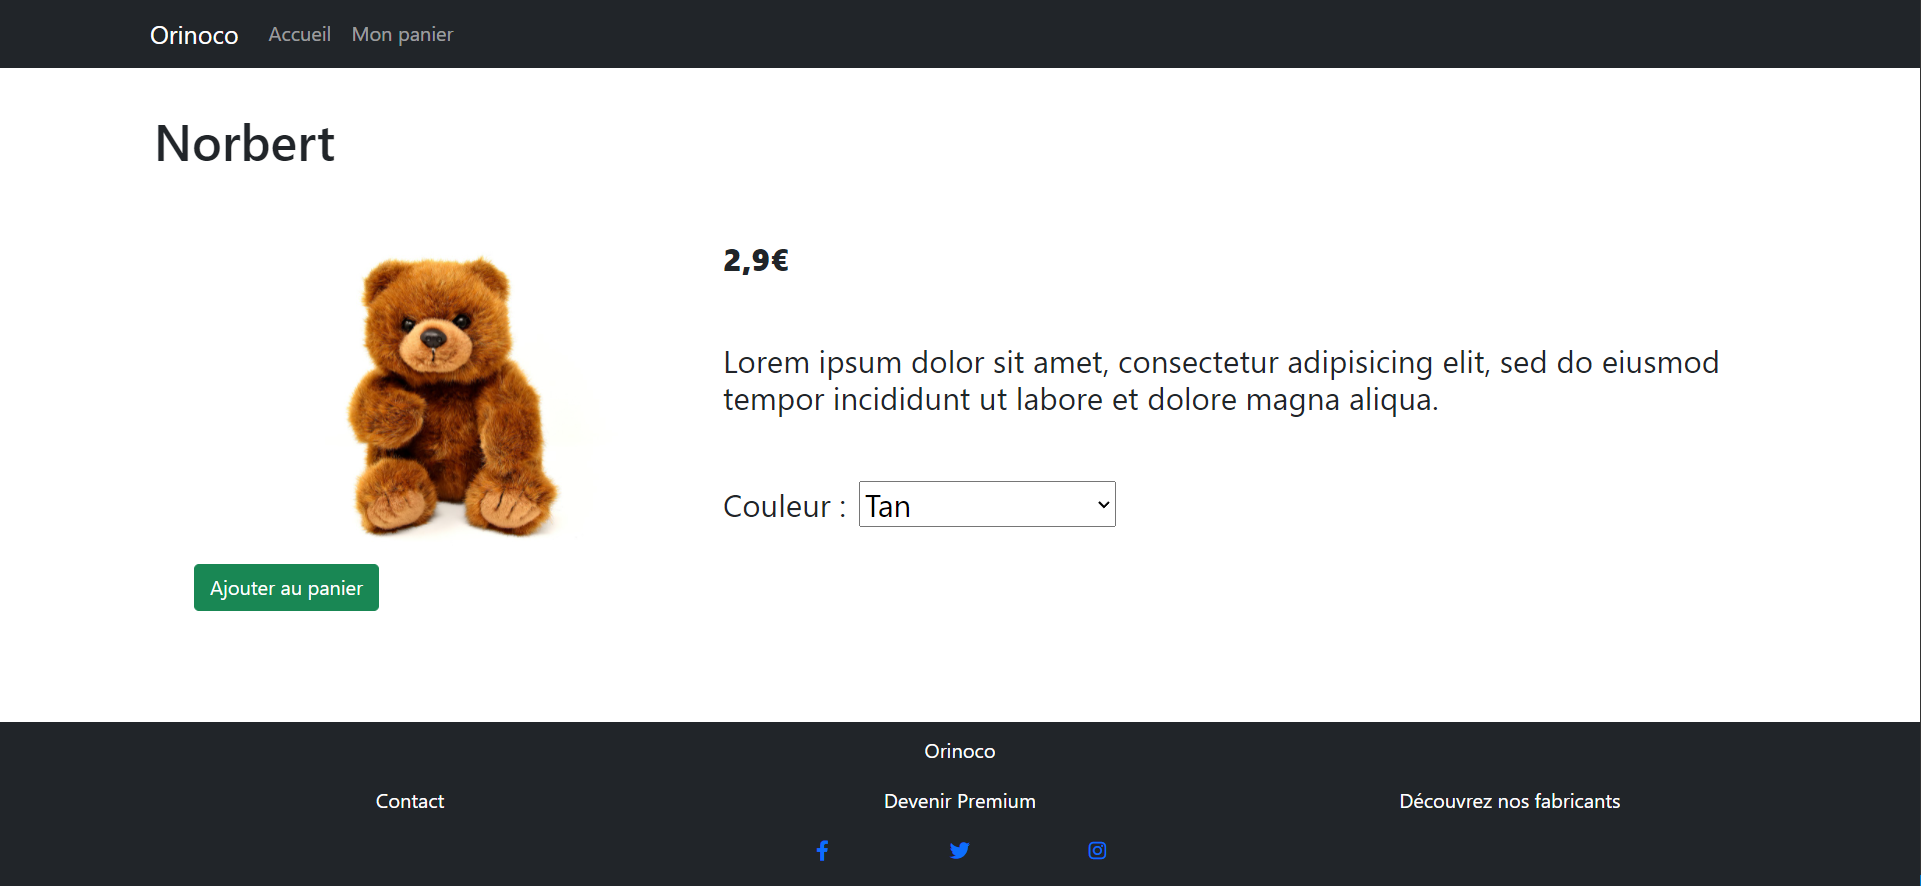 Orinoco Accueil Mon panier
Norbert
2,9€
Lorem ipsum dolor sit amet, consectetur adipisicing elit, sed do eiusmod
tempor incididunt ut labore et dolore magna aliqua.
Couleur : Tan
Ajouter au panier
Orinoco
Contact Devenir Premium Découvrez nos fabricants